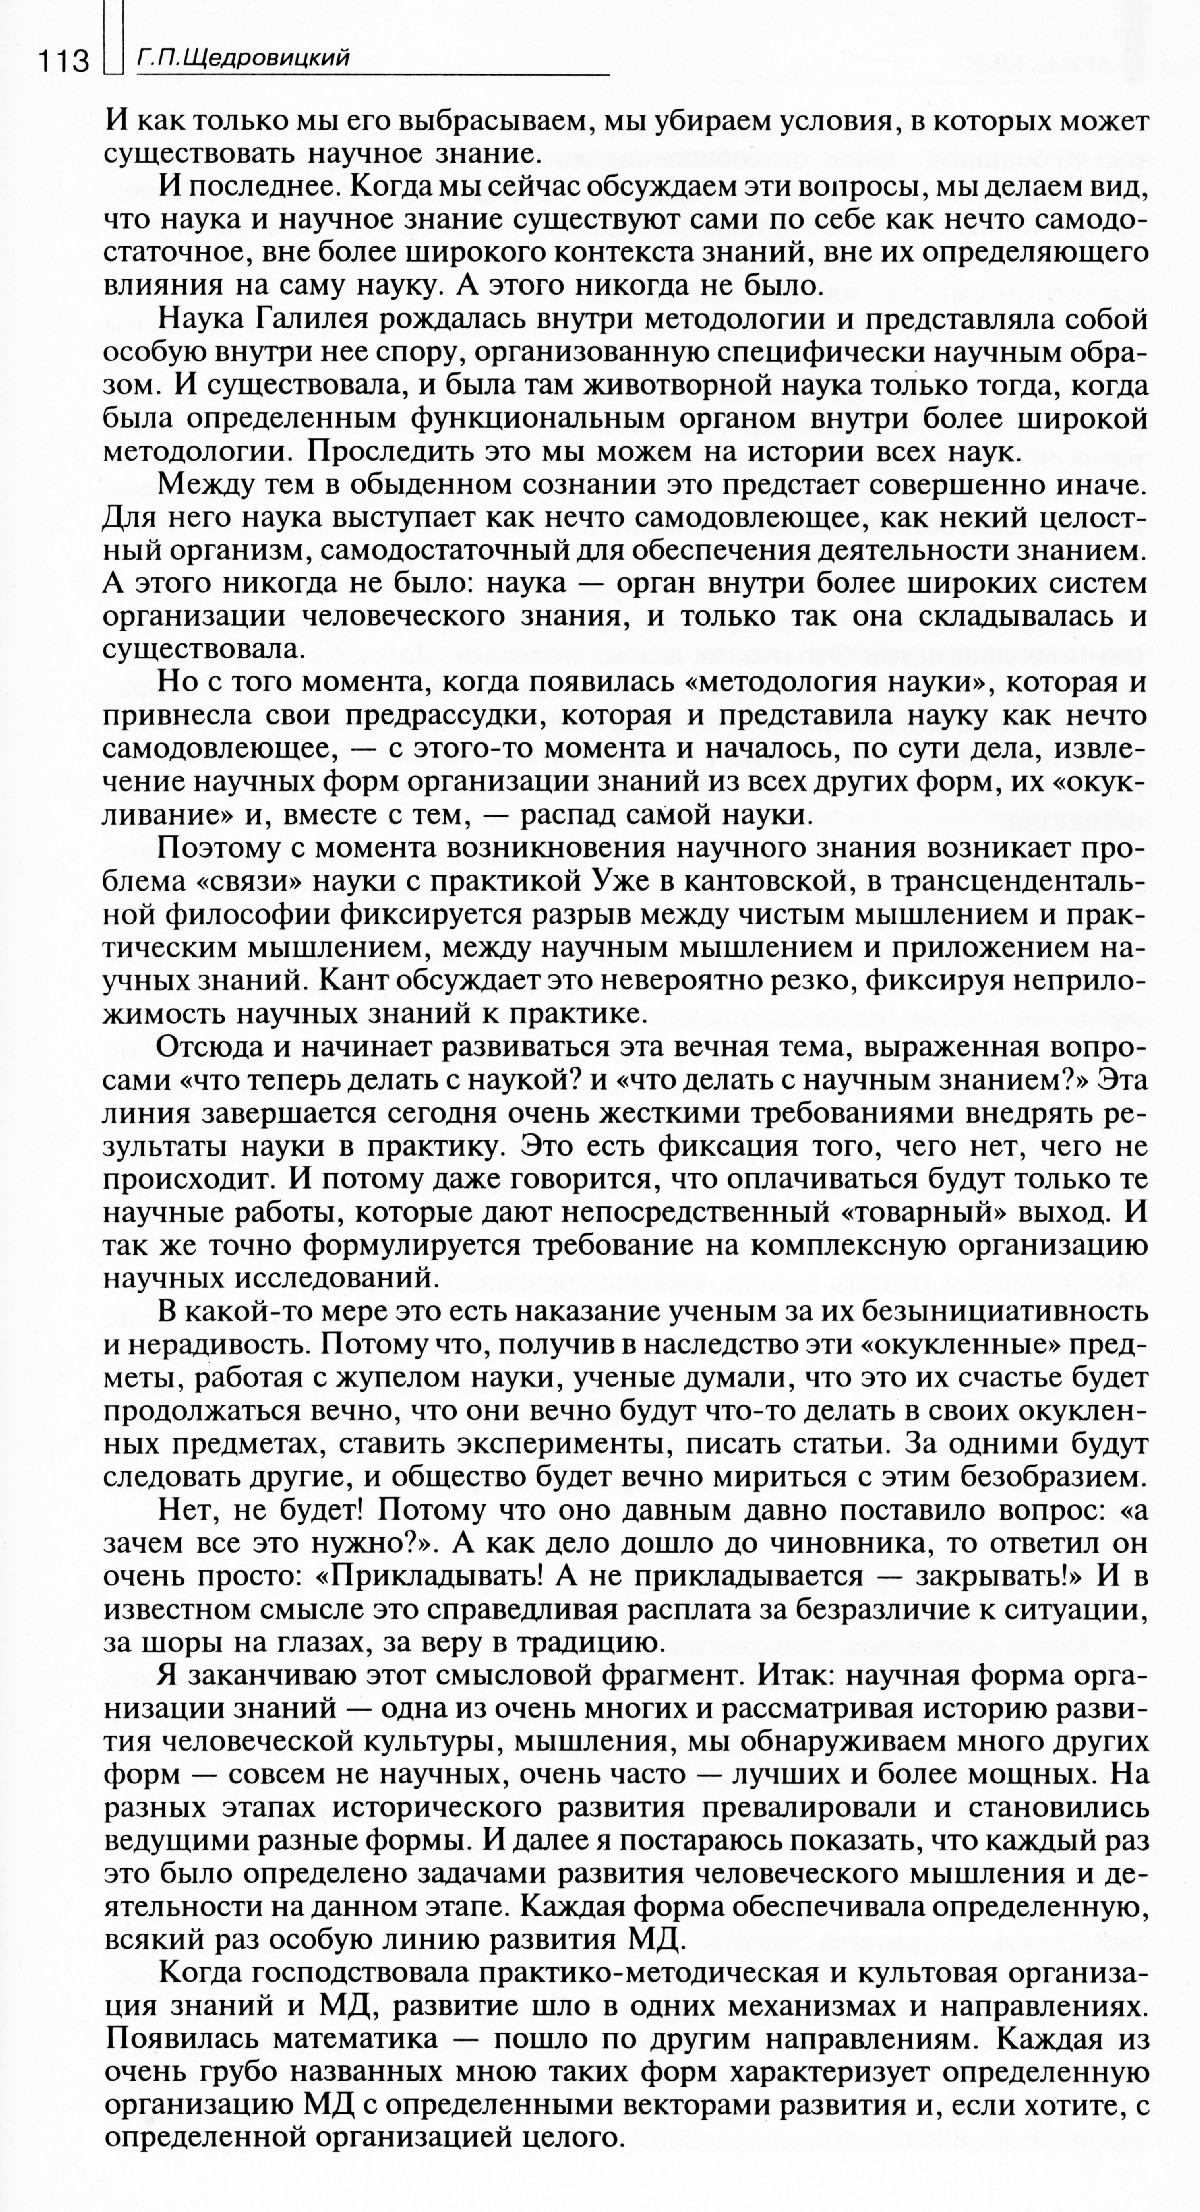 113 Г.П.Щедровицкий
И как только мы его выбрасываем, мы убираем условия, в которых может
существовать научное знание.
И последнее. Когда мы сейчас обсуждаем эти вопросы, мы делаем вид,
что наука и научное знание существуют сами по себе как нечто самодо-
статочное, вне более широкого контекста знаний, вне их определяющего
влияния на саму науку. А этого никогда не было.
Наука Галилея рождалась внутри методологии и представляла собой
особую внутри нее спору, организованную специфически научным обра-
зом. И существовала, и была там животворной наука только тогда, когда
была определенным функциональным органом внутри более широкой
методологии. Проследить это мы можем на истории всех наук.
Между тем в обыденном сознании это предстает совершенно иначе.
Для него наука выступает как нечто самодовлеющее, как некий целост-
ный организм, самодостаточный для обеспечения деятельности знанием.
А этого никогда не было: наука — орган внутри более широких систем
организации человеческого знания, и только так она складывалась и
существовала.
Но с того момента, когда появилась «методология науки», которая и
привнесла свои предрассудки, которая и представила науку как нечто
самодовлеющее, — с этого-то момента и началось, по сути дела, извле-
чение научных форм организации знаний из всех других форм, их «окук-
ливание» и, вместе с тем, — распад самой науки.
Поэтому с момента возникновения научного знания возникает про-
блема «связи» науки с практикой Уже в кантовской, в трансценденталь-
ной философии фиксируется разрыв между чистым мышлением и прак-
тическим мышлением, между научным мышлением и приложением на-
учных знаний. Кант обсуждает это невероятно резко, фиксируя неприло-
жимость научных знаний к практике.
Отсюда и начинает развиваться эта вечная тема, выраженная вопро-
сами «что теперь делать с наукой? и «что делать с научным знанием?» Эта
линия завершается сегодня очень жесткими требованиями внедрять ре-
зультаты науки в практику. Это есть фиксация того, чего нет, чего не
происходит. И потому даже говорится, что оплачиваться будут только те
научные работы, которые дают непосредственный «товарный» выход. И
так же точно формулируется требование на комплексную организацию
научных исследований.
В какой-то мере это есть наказание ученым за их безынициативность
и нерадивость. Потому что, получив в наследство эти «окукленные» пред-
меты, работая с жупелом науки, ученые думали, что это их счастье будет
продолжаться вечно, что они вечно будут что-то делать в своих окуклен-
ных предметах, ставить эксперименты, писать статьи. За одними будут
следовать другие, и общество будет вечно мириться с этим безобразием.
Нет, не будет! Потому что оно давным давно поставило вопрос: «а
зачем все это нужно?». А как дело дошло до чиновника, то ответил он
очень просто: «Прикладывать! А не прикладывается — закрывать!» И в
известном смысле это справедливая расплата за безразличие к ситуации,
за шоры на глазах, за веру в традицию.
Я заканчиваю этот смысловой фрагмент. Итак: научная форма орга-
низации знаний — одна из очень многих и рассматривая историю разви-
тия человеческой культуры, мышления, мы обнаруживаем много других
форм — совсем не научных, очень часто — лучших и более мощных. На
разных этапах исторического развития превалировали и становились
ведущими разные формы. И далее я постараюсь показать, что каждый раз
это было определено задачами развития человеческого мышления и де-
ятельности на данном этапе. Каждая форма обеспечивала определенную,
всякий раз особую линию развития МД.
Когда господствовала практико-методическая и культовая организа-
ция знаний и МД, развитие шло в одних механизмах и направлениях.
Появилась математика — пошло по другим направлениям. Каждая из
очень грубо названных мною таких форм характеризует определенную
организацию МД с определенными векторами развития и, если хотите, с
определенной организацией целого.